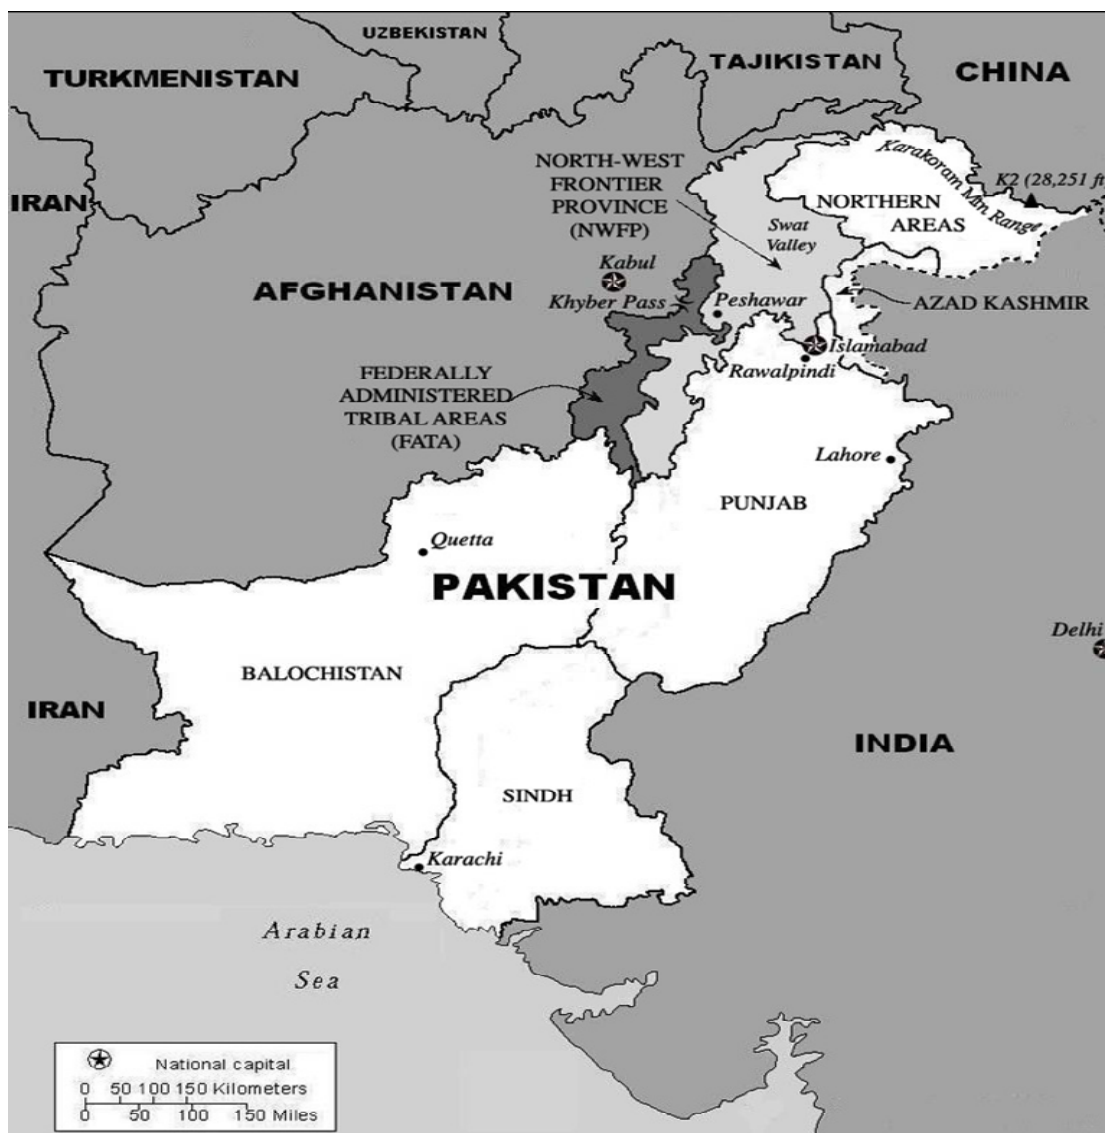 UZBEKISTAN
TAJIKISTAN
CHINA
TURKMENISTAN
NORTH-WEST
FRONTIER
PROVINCE
(NWFP)
Karakoram Mtn Range
K2 (28,251 ft
IRAN
NORTHERN
AREAS
Swat
Valley
Kabul
AFGHANISTAN
Khyber Pass
Peshawar
AZAD KASHMIR
Islamabad
Rawalpindi
FEDERALLY
ADMINISTERED
TRIBAL AREAS
(FATA)
Lahore
PUNJAB
Quetta
PAKISTAN
Delhi
BALOCHISTAN
IRAN
INDIA
SINDH
Karachi
Arabian
Sea
National capital
0 50 100 150 Kilometers
0 50 100 150 Miles